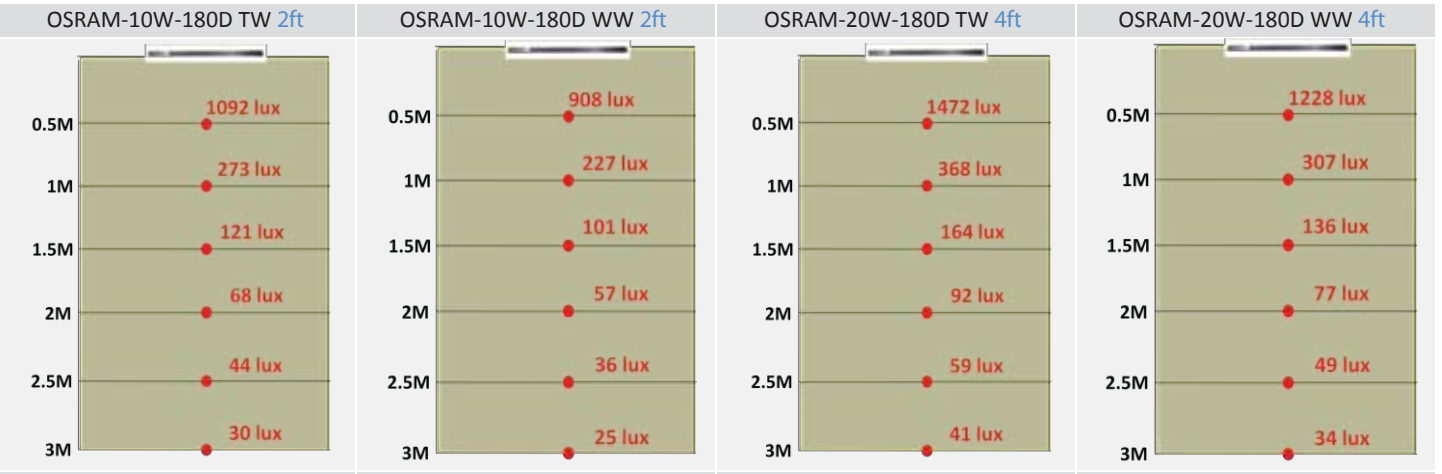 OSRAM-10W-180D TW 2ft
1092 lux
0.5M
273 lux
1M
121 lux
1.5M
68 lux
2M
44 lux
2.5M
30 lux
3M
OSRAM-10W-180D WW 2ft
908 lux
0.5M
227 lux
1M
101 lux
1.5M
57 lux
2M
36 lux
2.5M
25 lux
3M
OSRAM-20W-180D TW 4ft
1472 lux
0.5M
368 lux
1M
164 lux
1.5M
92 lux
2M
59 lux
2.5M
41 lux
3M
OSRAM-20W-180D WW 4ft
1228 lux
0.5M
307 lux
1M
136 lux
1.5M
77 lux
2M
49 lux
2.5M
34 lux
3M